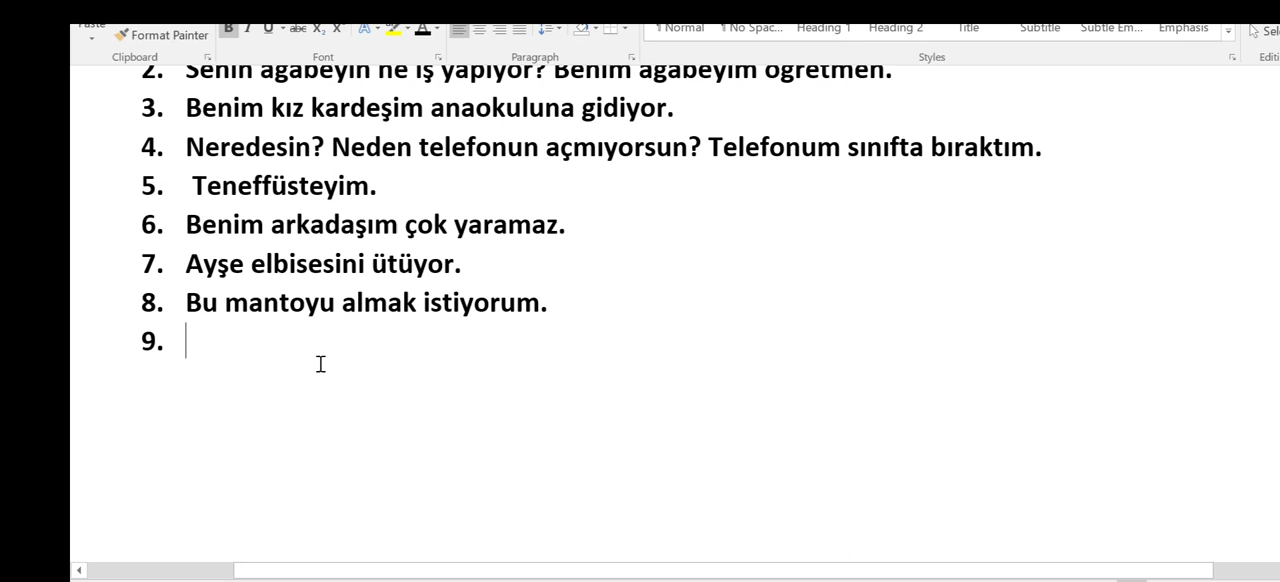 Paste Format Painter B I U abc X₂ X A A Normal No Spac... Heading 1 Heading 2 Title Subtitle Subtle Em... Emphasis
Clipboard Font Paragraph Styles
2. Senin ağabeyin ne iş yapıyor? Benim ağabeyim öğretmen.
3. Benim kız kardeşim anaokuluna gidiyor.
4. Neredesin? Neden telefonun açmıyorsun? Telefonum sınıfta bıraktım.
5. Teneffüsteyim.
6. Benim arkadaşım çok yaramaz.
7. Ayşe elbisesini ütüyor.
8. Bu mantoyu almak istiyorum.
9.